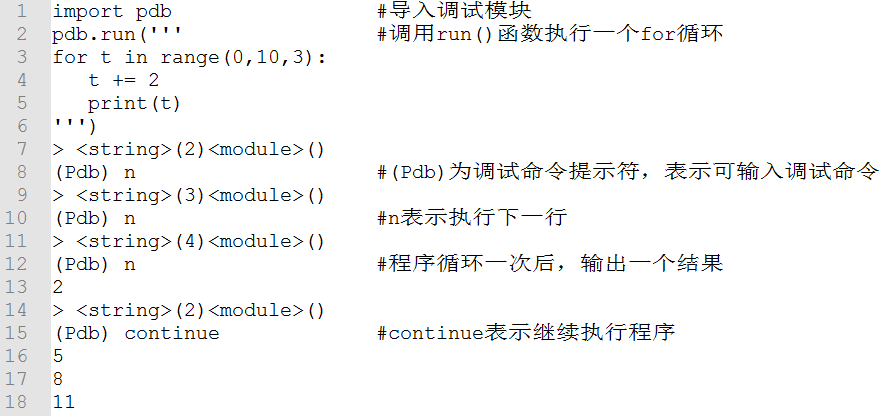 1 import pdb #导入调试模块
2 pdb.run(''' #调用run()函数执行一个for循环
3 for t in range(0,10,3):
4    t += 2
5    print(t)
6 ''')
7 > <string>(2)<module>()
8 (Pdb) n #(Pdb)为调试命令提示符，表示可输入调试命令
9 > <string>(3)<module>()
10 (Pdb) n #n表示执行下一行
11 > <string>(4)<module>()
12 (Pdb) n #程序循环一次后，输出一个结果
13 2
14 > <string>(2)<module>()
15 (Pdb) continue #continue表示继续执行程序
16 5
17 8
18 11